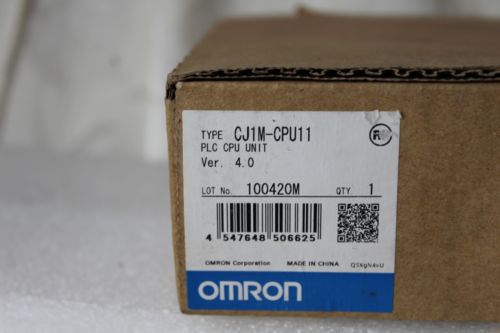 TYPE CJ1M-CPU11
PLC CPU UNIT
Ver. 4.0
LOT No. 100420M QTY. 1
4 547648 506625
OMRON Corporation MADE IN CHINA QSXgN4vU
OMRON